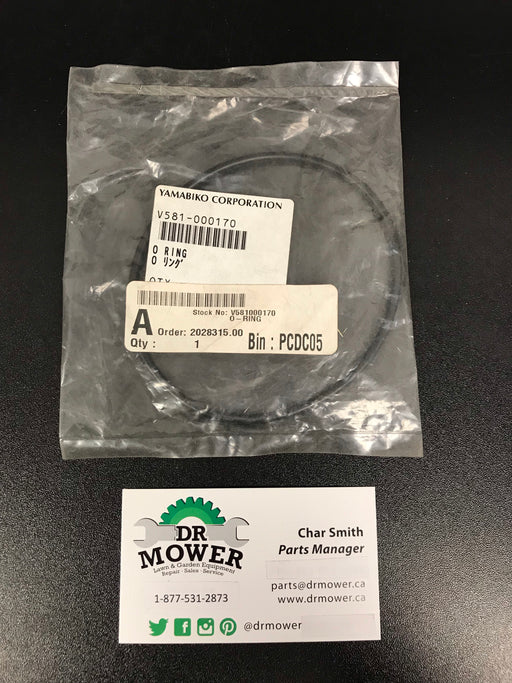 YAMABIKO CORPORATION
V581-000170
O RING
O リング
QTY
Stock No: V581000170
O-RING
A Order: 2028315.00
Qty : 1 Bin : PCDC05
DR
MOWER
Lawn & Garden Equipment
Repair - Sales - Service
1-877-531-2873
@drmower
Char Smith
Parts Manager
parts@drmower.ca
www.drmower.ca